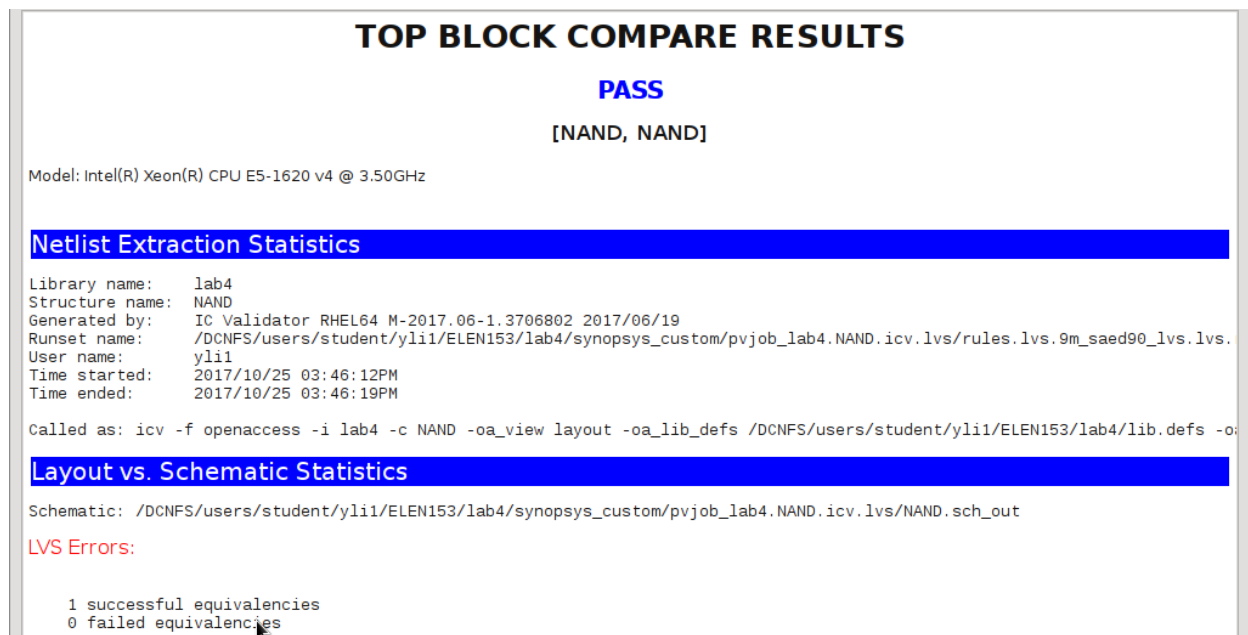 TOP BLOCK COMPARE RESULTS
PASS
[NAND, NAND]
Model: Intel(R) Xeon(R) CPU E5-1620 v4 @ 3.50GHz
Netlist Extraction Statistics
Library name: lab4
Structure name: NAND
Generated by: IC Validator RHEL64 M-2017.06-1.3706802 2017/06/19
Runset name: /DCNFS/users/student/yli1/ELEN153/lab4/synopsys_custom/pvjob_lab4.NAND.icv.lvs/rules.lvs.9m_saed90_lvs.lvs.
User name: yli1
Time started: 2017/10/25 03:46:12PM
Time ended: 2017/10/25 03:46:19PM
Called as: icv -f openaccess -i lab4 -c NAND -oa_view layout -oa_lib_defs /DCNFS/users/student/yli1/ELEN153/lab4/lib.defs
Layout vs. Schematic Statistics
Schematic: /DCNFS/users/student/yli1/ELEN153/lab4/synopsys_custom/pvjob_lab4.NAND.icv.lvs/NAND.sch_out
LVS Errors:
1 successful equivalencies
0 failed equivalencies